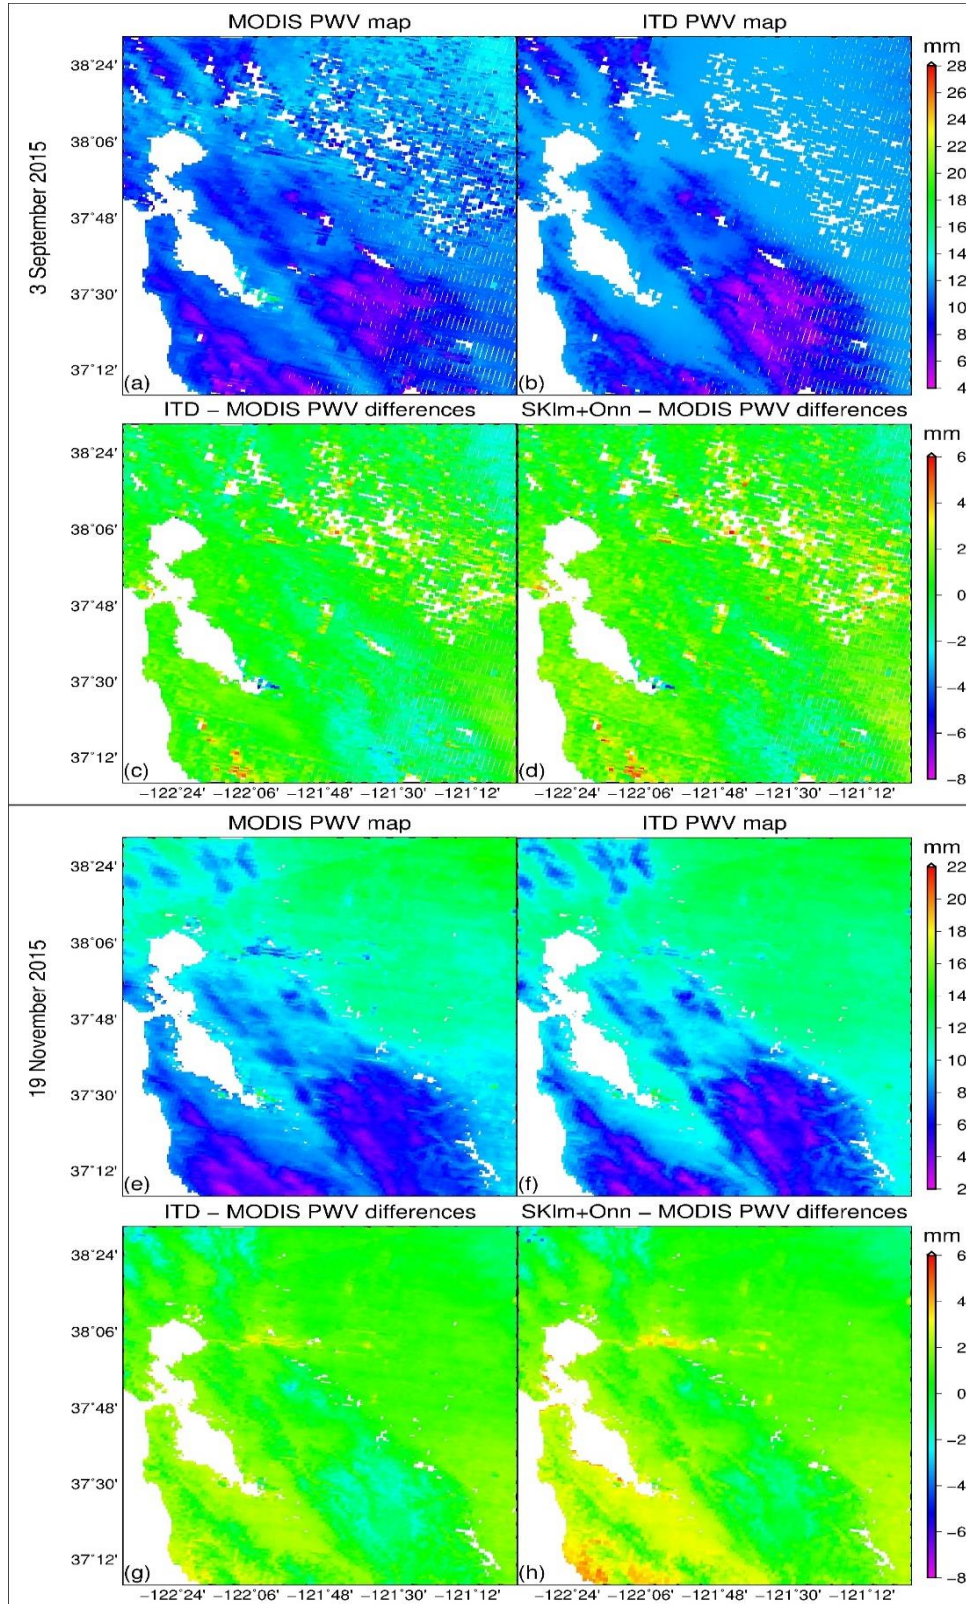 MODIS PWV map ITD PWV map
mm
38°24' 28
26
38°06' 24
22
20
37°48' 18
16
14
37°30' 12
10
8
37°12' 6
(a) (b) 4
3 September 2015
ITD − MODIS PWV differences SKlm+Onn − MODIS PWV differences
mm
38°24' 6
4
38°06' 2
37°48' 0
−2
37°30' −4
−6
37°12'
(c) (d) −8
−122°24' −122°06' −121°48' −121°30' −121°12' −122°24' −122°06' −121°48' −121°30' −121°12'
MODIS PWV map ITD PWV map
mm
38°24' 22
20
38°06' 18
16
14
37°48' 12
10
37°30' 8
6
37°12' 4
(e) (f) 2
19 November 2015
ITD − MODIS PWV differences SKlm+Onn − MODIS PWV differences
mm
38°24' 6
4
38°06' 2
37°48' 0
−2
37°30' −4
−6
37°12'
(g) (h) −8
−122°24' −122°06' −121°48' −121°30' −121°12' −122°24' −122°06' −121°48' −121°30' −121°12'